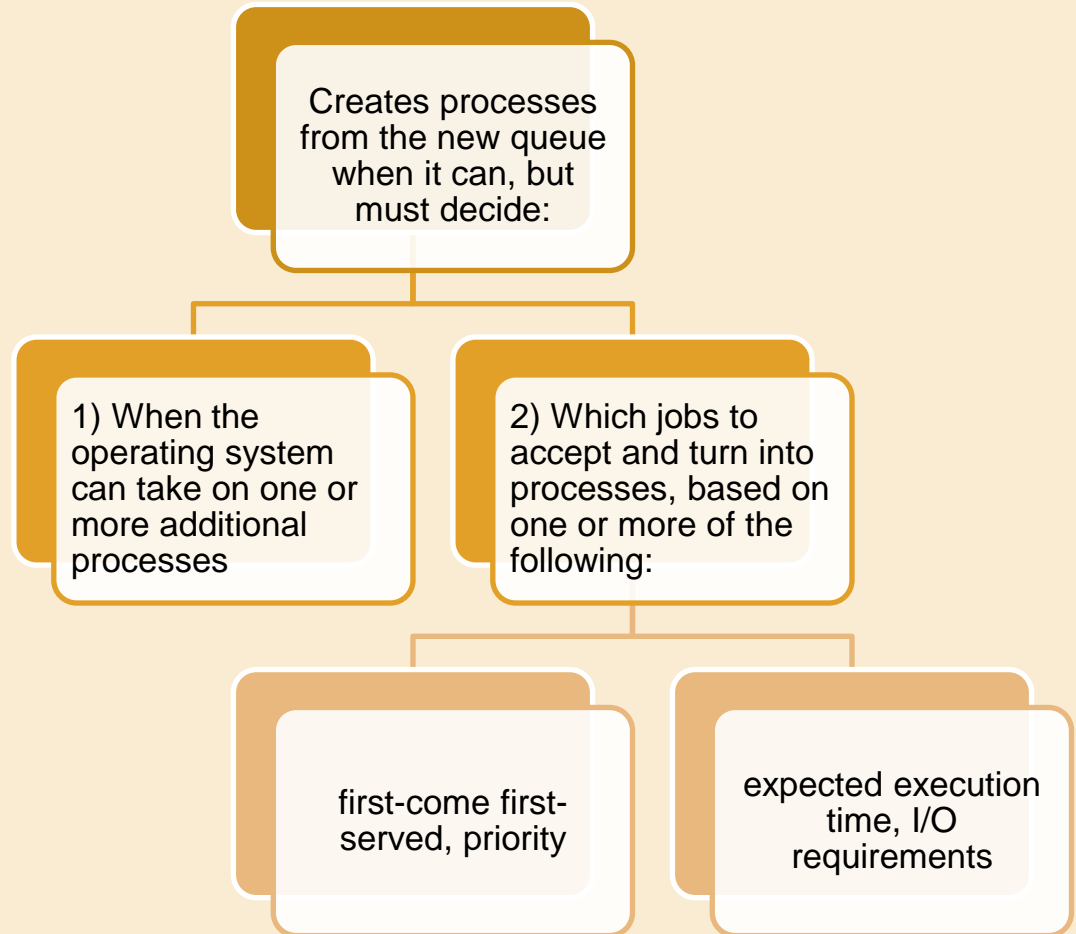 Creates processes
from the new queue
when it can, but
must decide:
1) When the
operating system
can take on one or
more additional
processes
2) Which jobs to
accept and turn into
processes, based on
one or more of the
following:
first-come first-
served, priority
expected execution
time, I/O
requirements